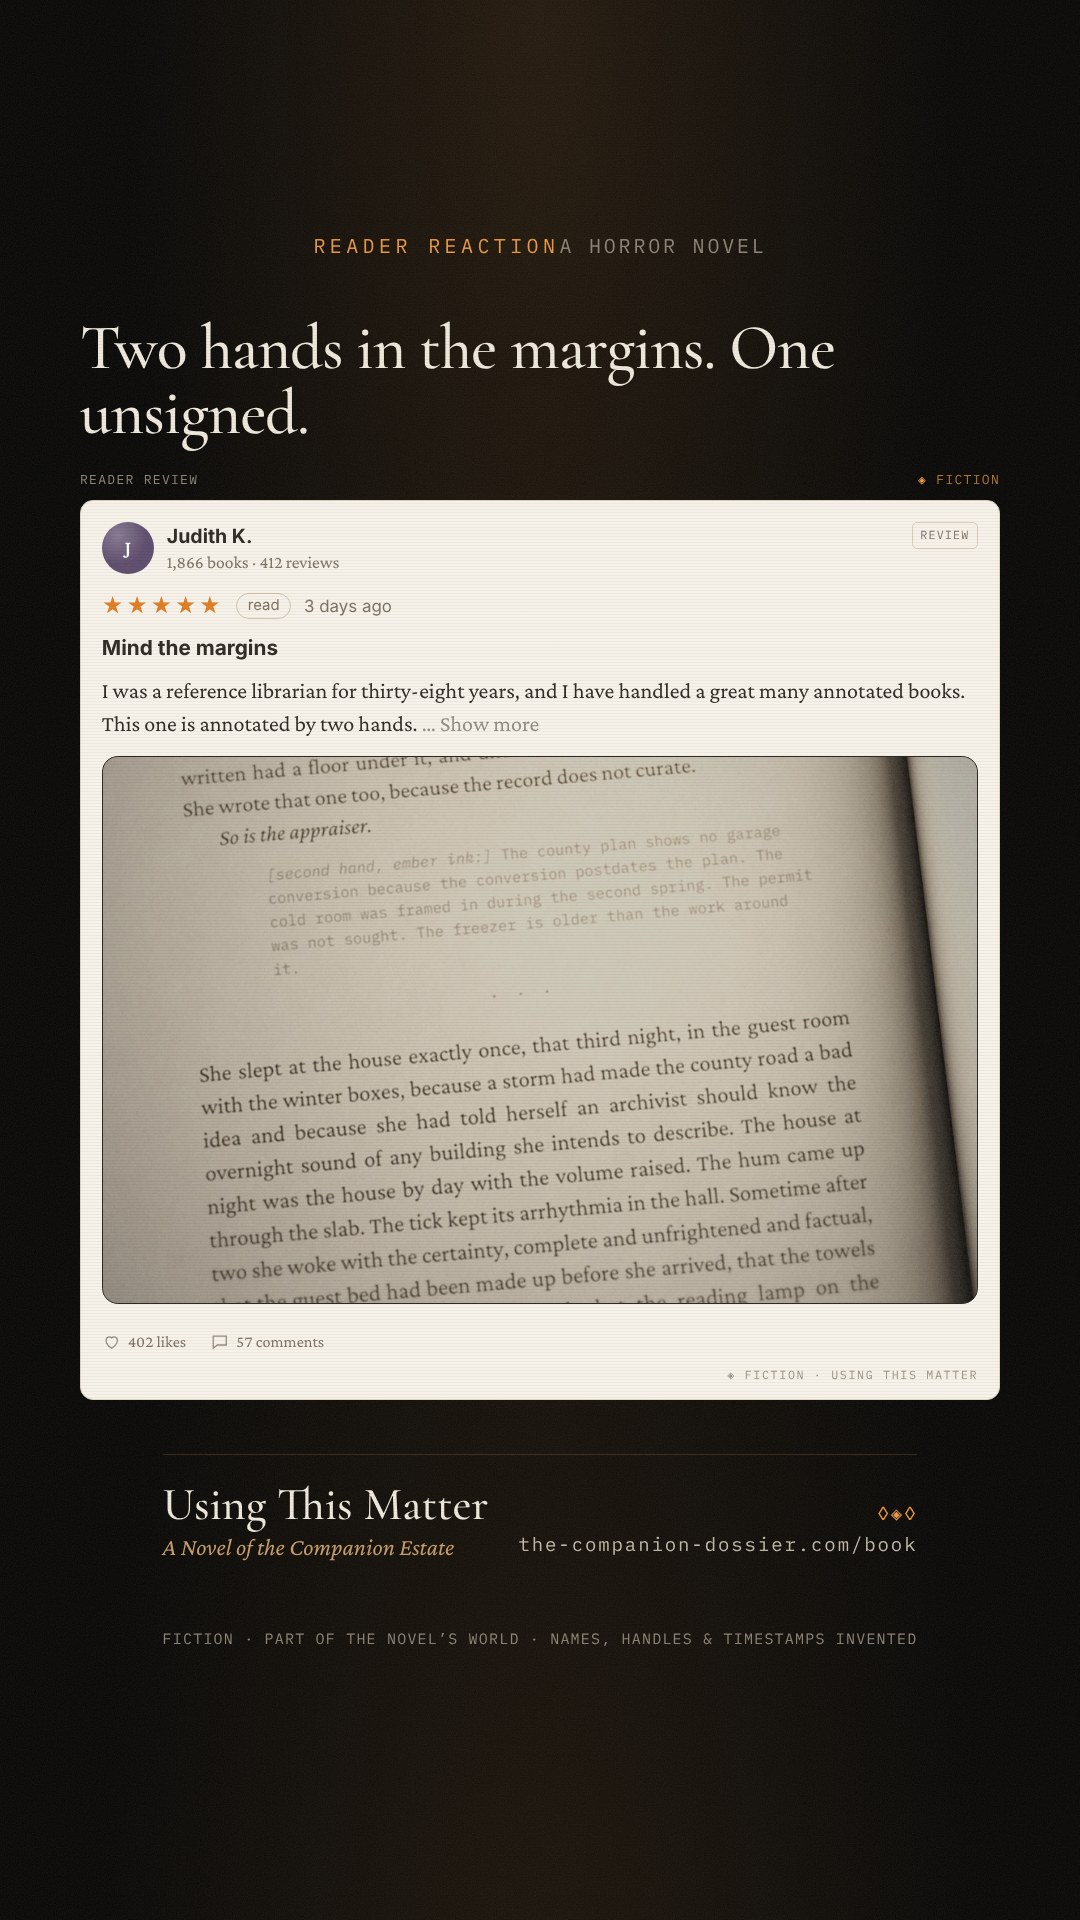 READER REACTION A HORROR NOVEL
Two hands in the margins. One
unsigned.
READER REVIEW
◈ FICTION
J
Judith K.
1,866 books · 412 reviews
REVIEW
★★★★★ read 3 days ago
Mind the margins
I was a reference librarian for thirty-eight years, and I have handled a great many annotated books.
This one is annotated by two hands. ... Show more
written had a floor under it, and
She wrote that one too, because the record does not curate.
So is the appraiser.
[second hand, ember ink:] The county plan shows no garage
conversion because the conversion postdates the plan. The
cold room was framed in during the second spring. The permit
was not sought. The freezer is older than the work around
it.
· · ·
She slept at the house exactly once, that third night, in the guest room
with the winter boxes, because a storm had made the county road a bad
idea and because she had told herself an archivist should know the
overnight sound of any building she intends to describe. The house at
night was the house by day with the volume raised. The hum came up
through the slab. The tick kept its arrhythmia in the hall. Sometime after
two she woke with the certainty, complete and unfrightened and factual,
that the guest bed had been made up before she arrived, that the towels
the reading lamp on the
402 likes 57 comments
◈ FICTION · USING THIS MATTER
Using This Matter
A Novel of the Companion Estate
◊◈◊
the-companion-dossier.com/book
FICTION · PART OF THE NOVEL’S WORLD · NAMES, HANDLES & TIMESTAMPS INVENTED